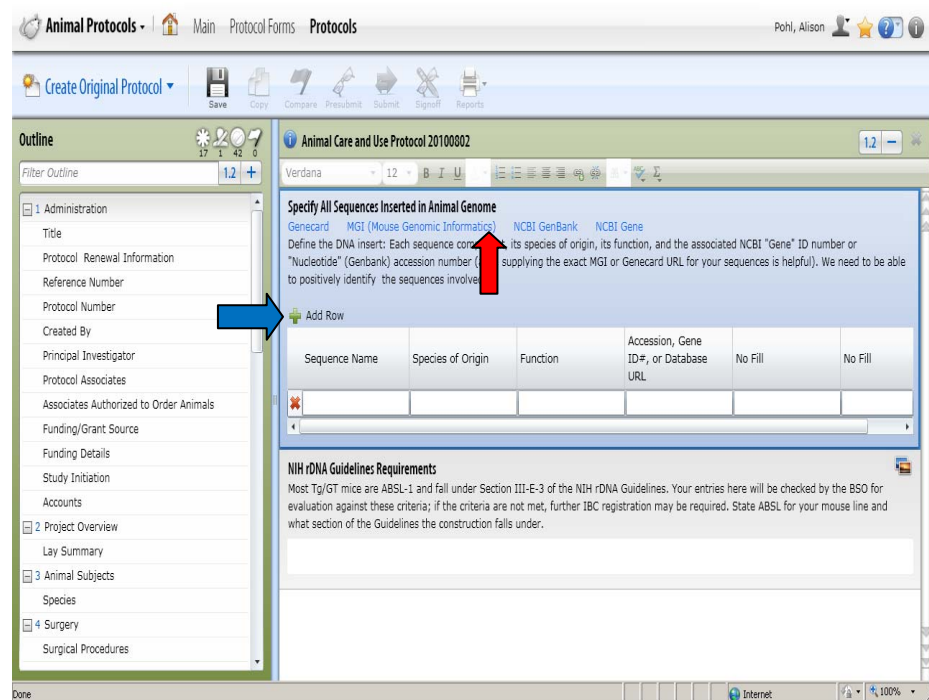 Animal Protocols Main Protocol Forms Protocols Pohl, Alison
Create Original Protocol
Save Copy Compare Presubmit Submit Signoff Reports
Outline
17 1 42 0
Filter Outline 1.2 +
1 Administration
Title
Protocol Renewal Information
Reference Number
Protocol Number
Created By
Principal Investigator
Protocol Associates
Associates Authorized to Order Animals
Funding/Grant Source
Funding Details
Study Initiation
Accounts
2 Project Overview
Lay Summary
3 Animal Subjects
Species
4 Surgery
Surgical Procedures
Animal Care and Use Protocol 20100802 1.2 −
Verdana 12 B I U Σ
Specify All Sequences Inserted in Animal Genome
Genecard MGI (Mouse Genomic Informatics) NCBI GenBank NCBI Gene
Define the DNA insert: Each sequence its species of origin, its function, and the associated NCBI "Gene" ID number or
"Nucleotide" (Genbank) accession number supplying the exact MGI or Genecard URL for your sequences is helpful). We need to be able
to positively identify the sequences
Add Row
Sequence Name Species of Origin Function Accession, Gene ID#, or Database URL No Fill No Fill
NIH rDNA Guidelines Requirements
Most Tg/GT mice are ABSL-1 and fall under Section III-E-3 of the NIH rDNA Guidelines. Your entries here will be checked by the BSO for
evaluation against these criteria; if the criteria are not met, further IBC registration may be required. State ABSL for your mouse line and
what section of the Guidelines the construction falls under.
Done Internet 100%